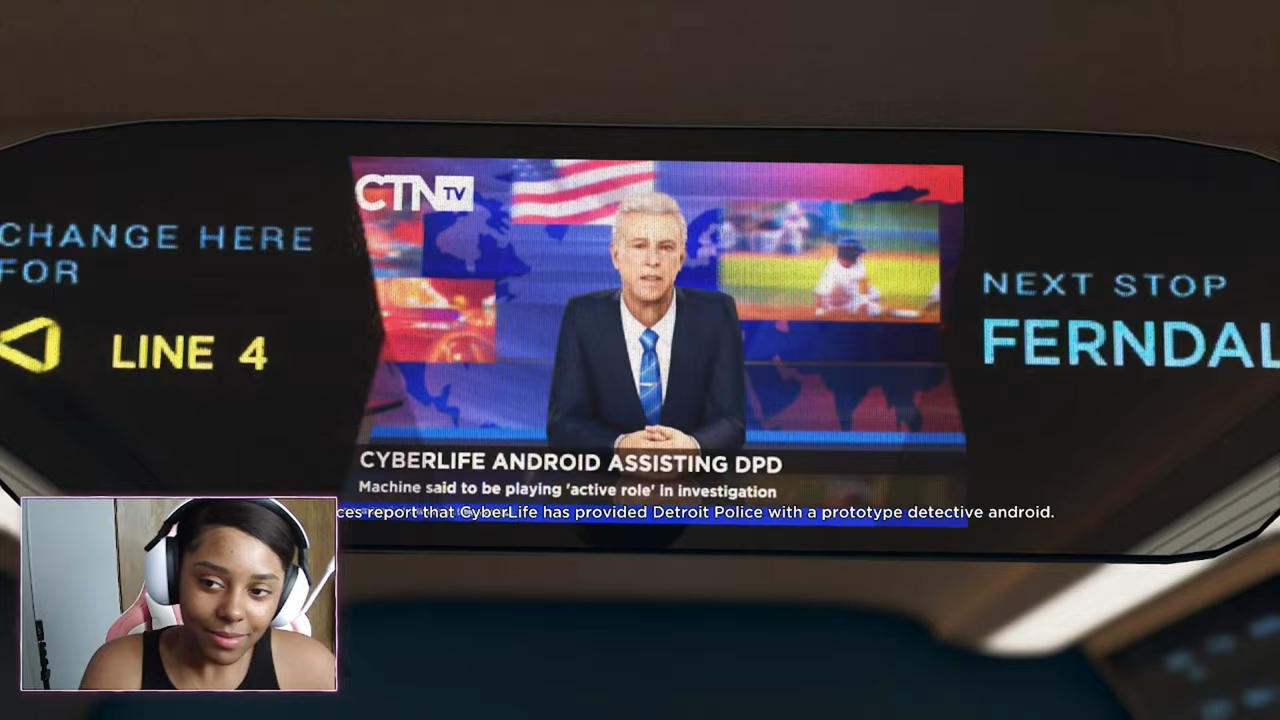 CTN TV
CHANGE HERE
FOR
LINE 4
NEXT STOP
FERNDAL
CYBERLIFE ANDROID ASSISTING DPD
Machine said to be playing 'active role' in investigation
ces report that CyberLife has provided Detroit Police with a prototype detective android.